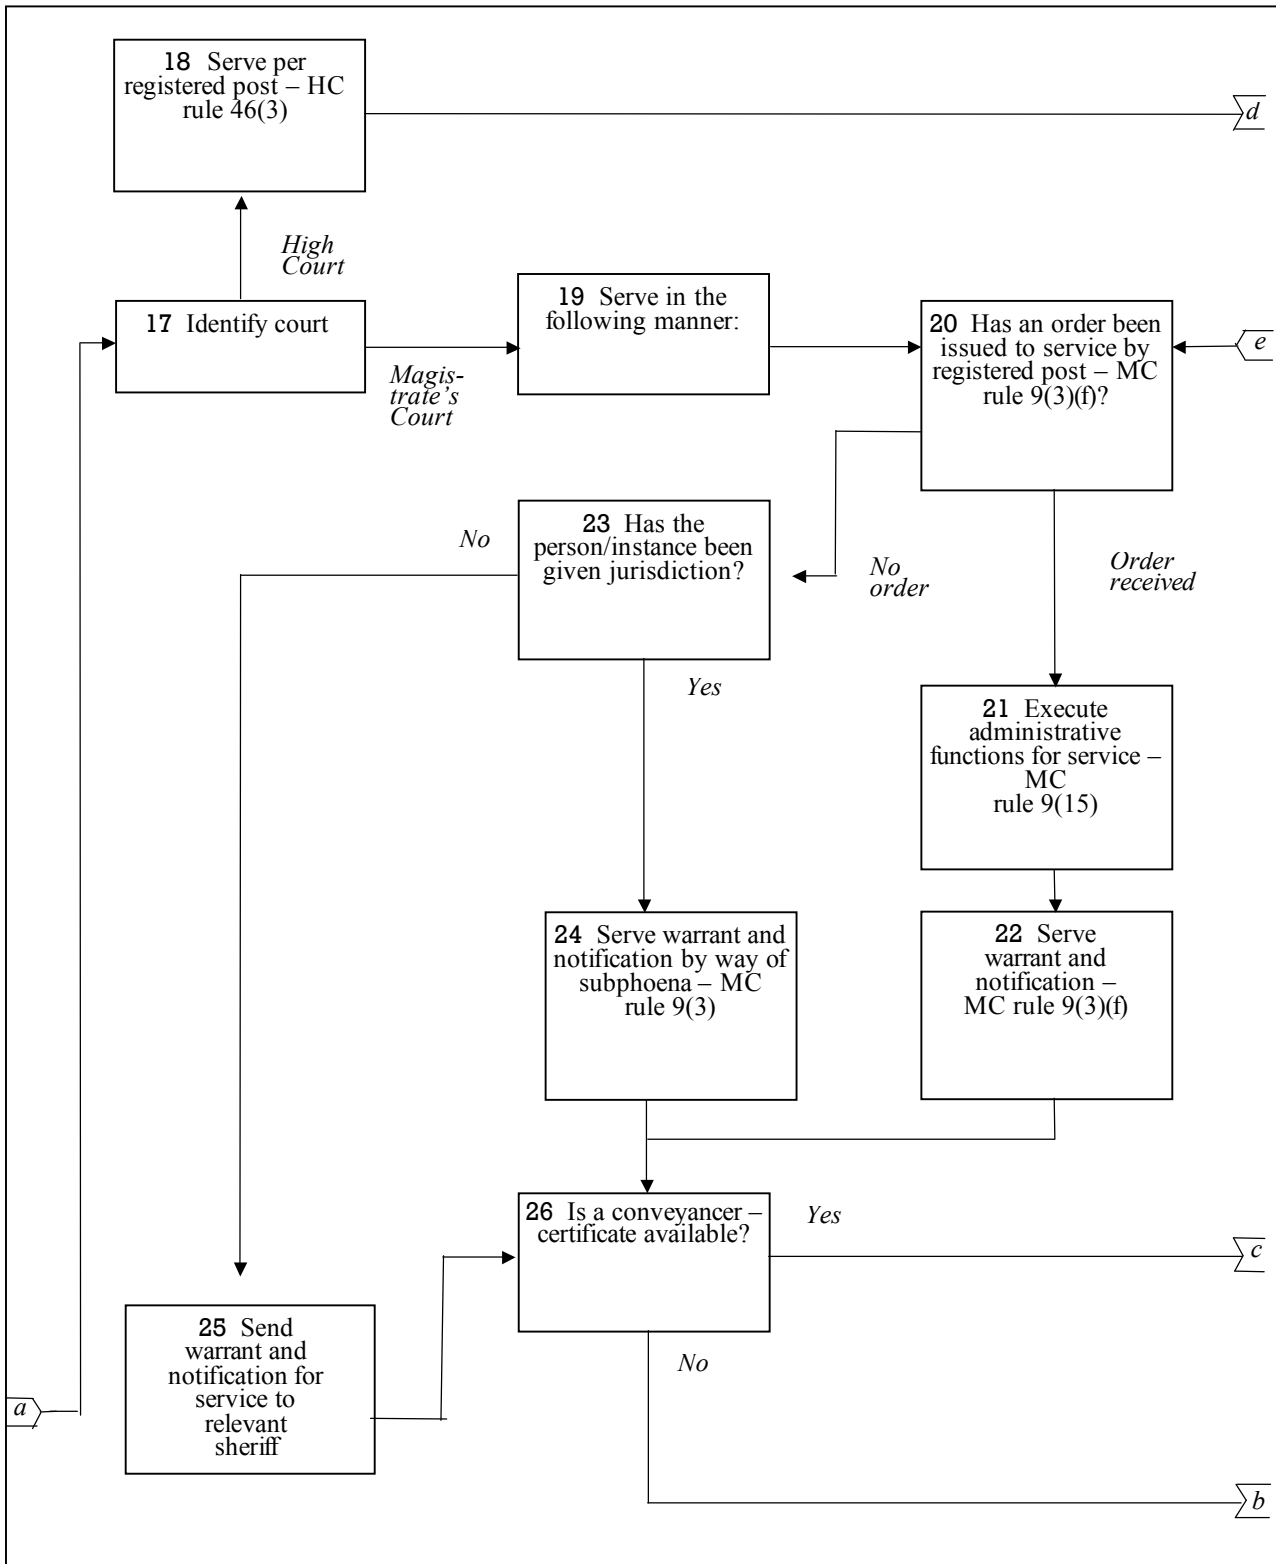 18 Serve per
registered post – HC
rule 46(3)
d
High
Court
17 Identify court
Magis-
trate's
Court
19 Serve in the
following manner:
20 Has an order been
issued to service by
registered post – MC
rule 9(3)(f)?
e
No
23 Has the
person/instance been
given jurisdiction?
No
order
Order
received
Yes
21 Execute
administrative
functions for service –
MC
rule 9(15)
24 Serve warrant and
notification by way of
subphoena – MC
rule 9(3)
22 Serve
warrant and
notification –
MC rule 9(3)(f)
26 Is a conveyancer –
certificate available?
Yes
c
25 Send
warrant and
notification for
service to
relevant
sheriff
No
a
b